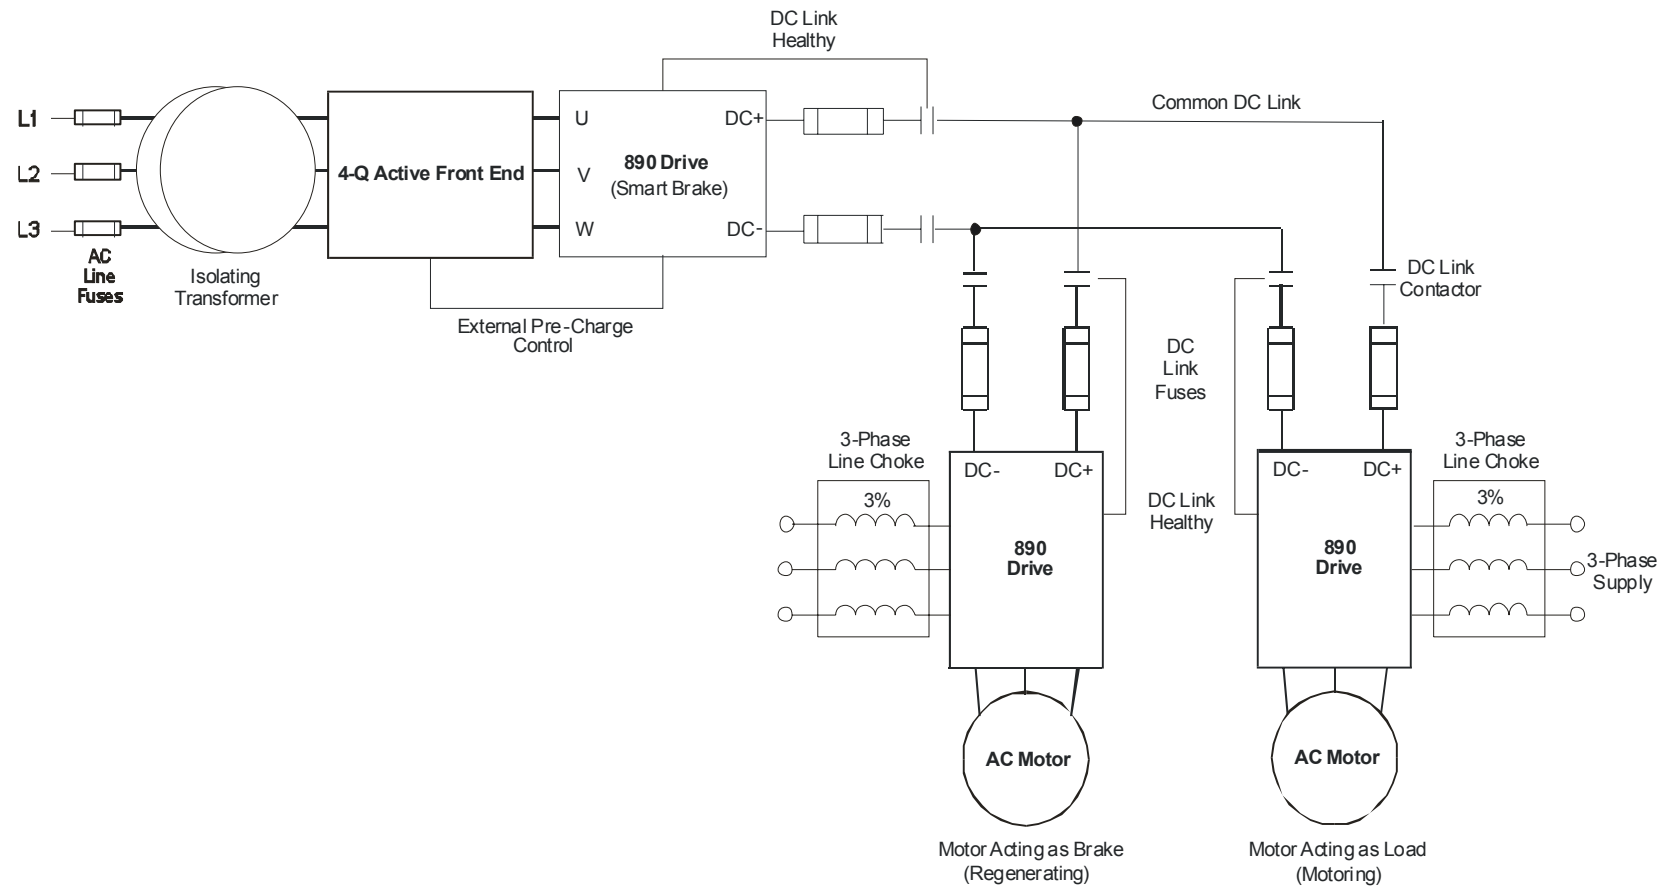 DC Link
Healthy
Common DC Link
L1
L2
L3
AC
Line
Fuses
Isolating
Transformer
4-Q Active Front End
External Pre-Charge
Control
U
V
W
890 Drive
(Smart Brake)
DC+
DC-
DC Link
Contactor
DC
Link
Fuses
3-Phase
Line Choke
3%
DC-
DC+
890
Drive
DC Link
Healthy
DC-
DC+
890
Drive
3-Phase
Line Choke
3%
3-Phase
Supply
AC Motor
AC Motor
Motor Acting as Brake
(Regenerating)
Motor Acting as Load
(Motoring)